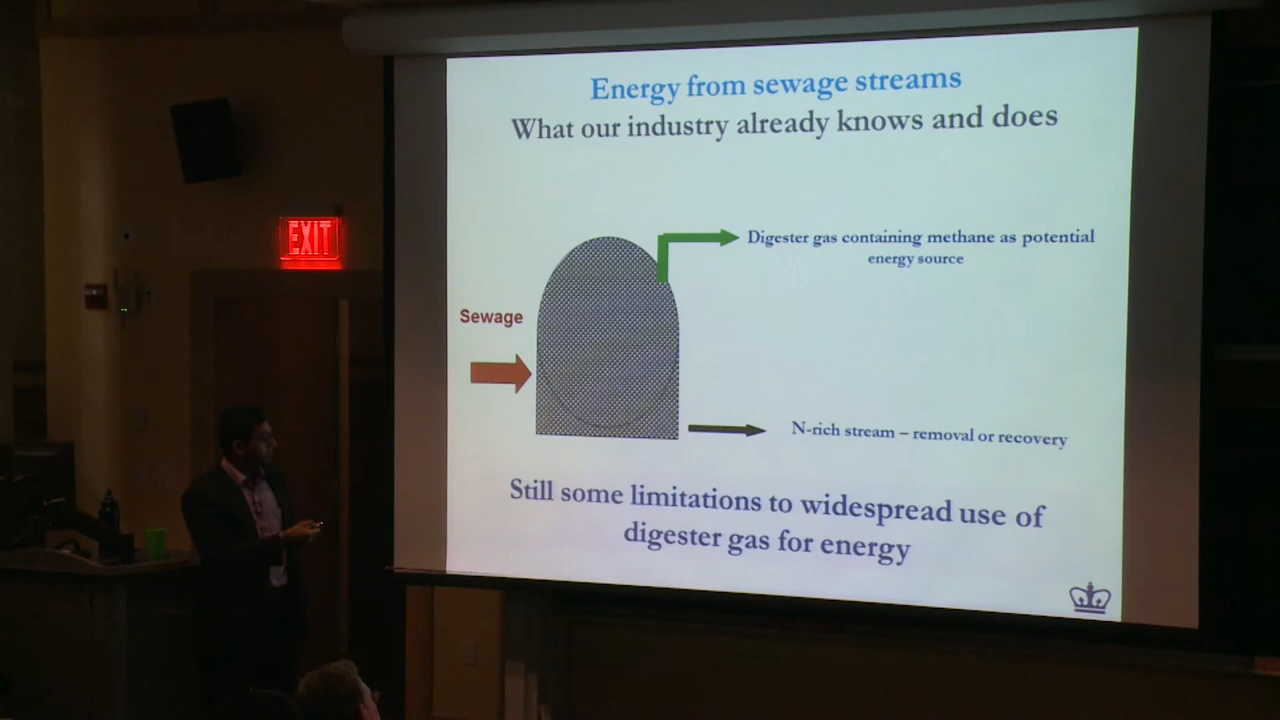 Energy from sewage streams
What our industry already knows and does
EXIT
Digester gas containing methane as potential
energy source
Sewage
N-rich stream – removal or recovery
Still some limitations to widespread use of
digester gas for energy